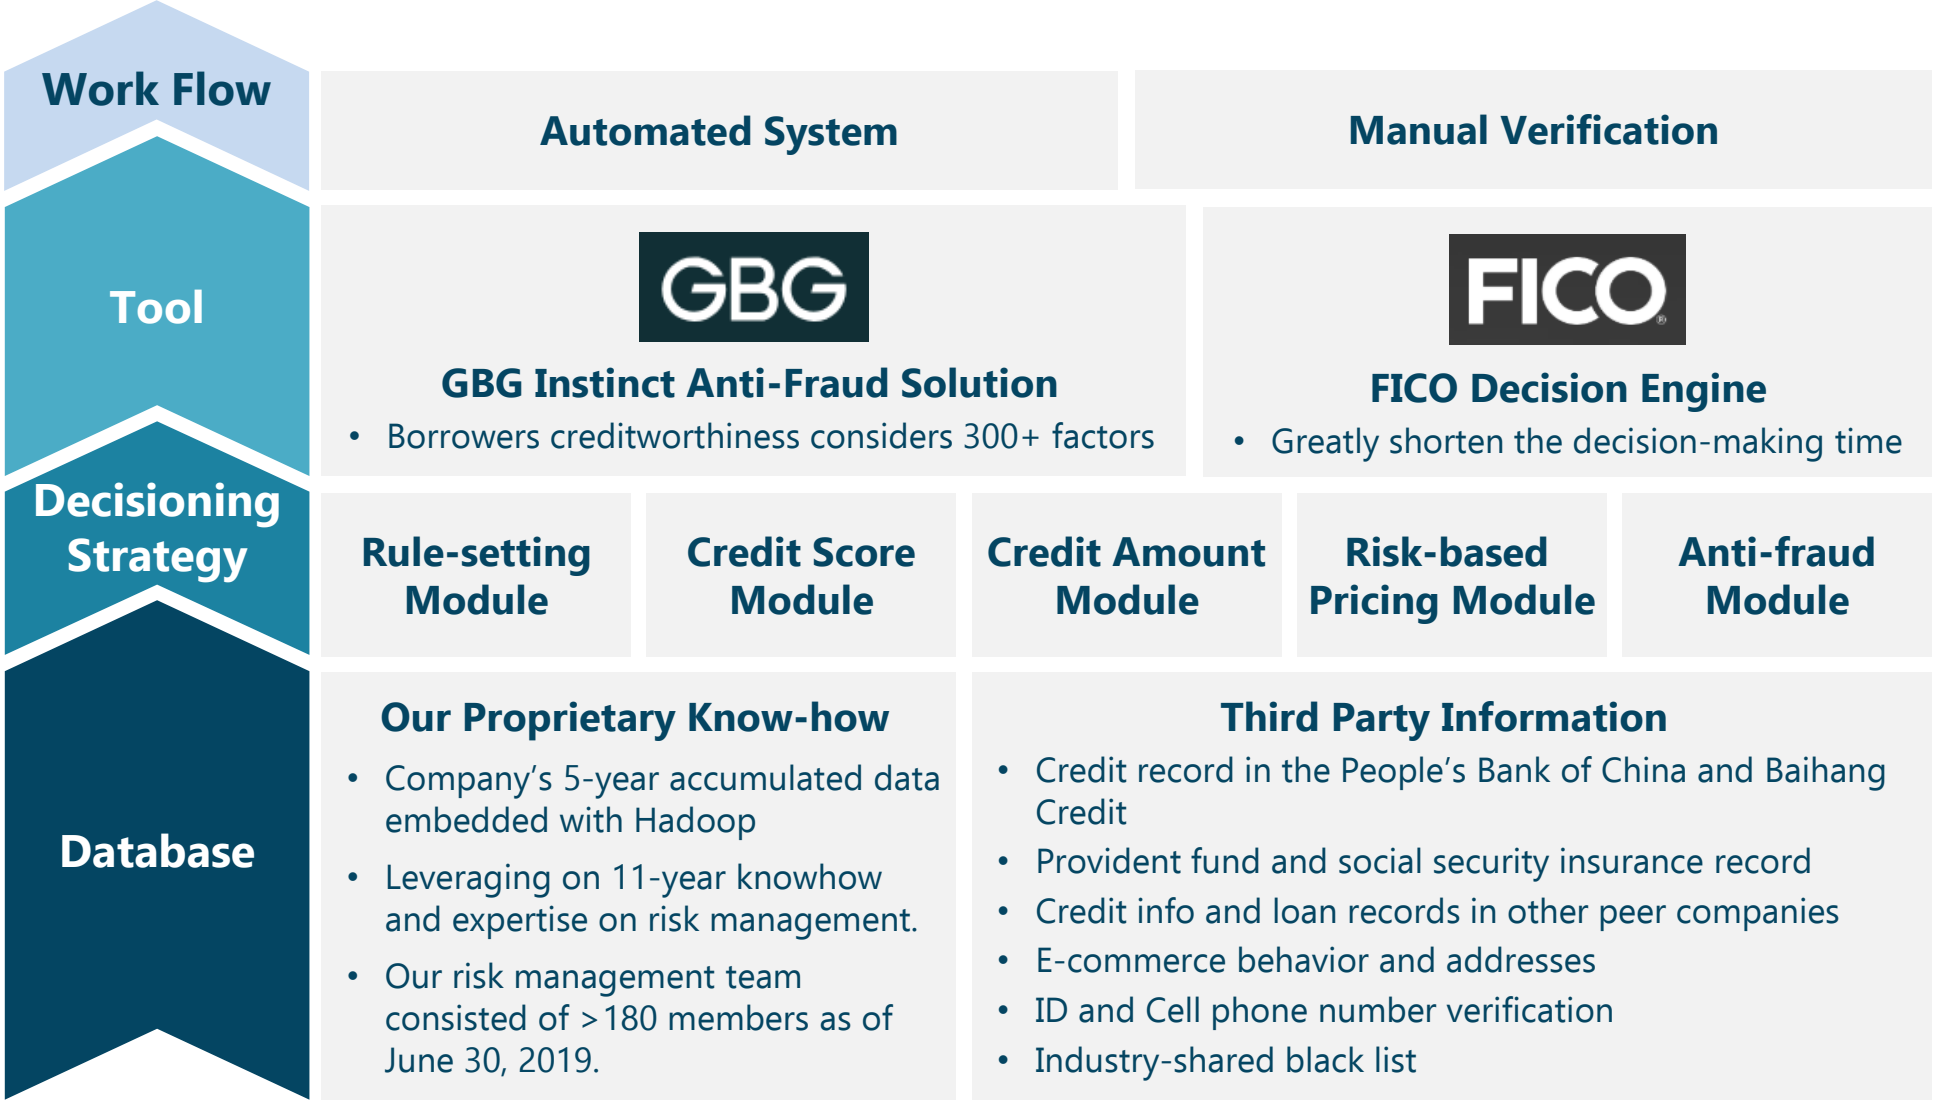 Work Flow
Automated System
Manual Verification
Tool
GBG
GBG Instinct Anti-Fraud Solution
• Borrowers creditworthiness considers 300+ factors
FICO®
FICO Decision Engine
• Greatly shorten the decision-making time
Decisioning
Strategy
Rule-setting
Module
Credit Score
Module
Credit Amount
Module
Risk-based
Pricing Module
Anti-fraud
Module
Database
Our Proprietary Know-how
• Company’s 5-year accumulated data
embedded with Hadoop
• Leveraging on 11-year knowhow
and expertise on risk management.
• Our risk management team
consisted of >180 members as of
June 30, 2019.
Third Party Information
• Credit record in the People’s Bank of China and Baihang
Credit
• Provident fund and social security insurance record
• Credit info and loan records in other peer companies
• E-commerce behavior and addresses
• ID and Cell phone number verification
• Industry-shared black list